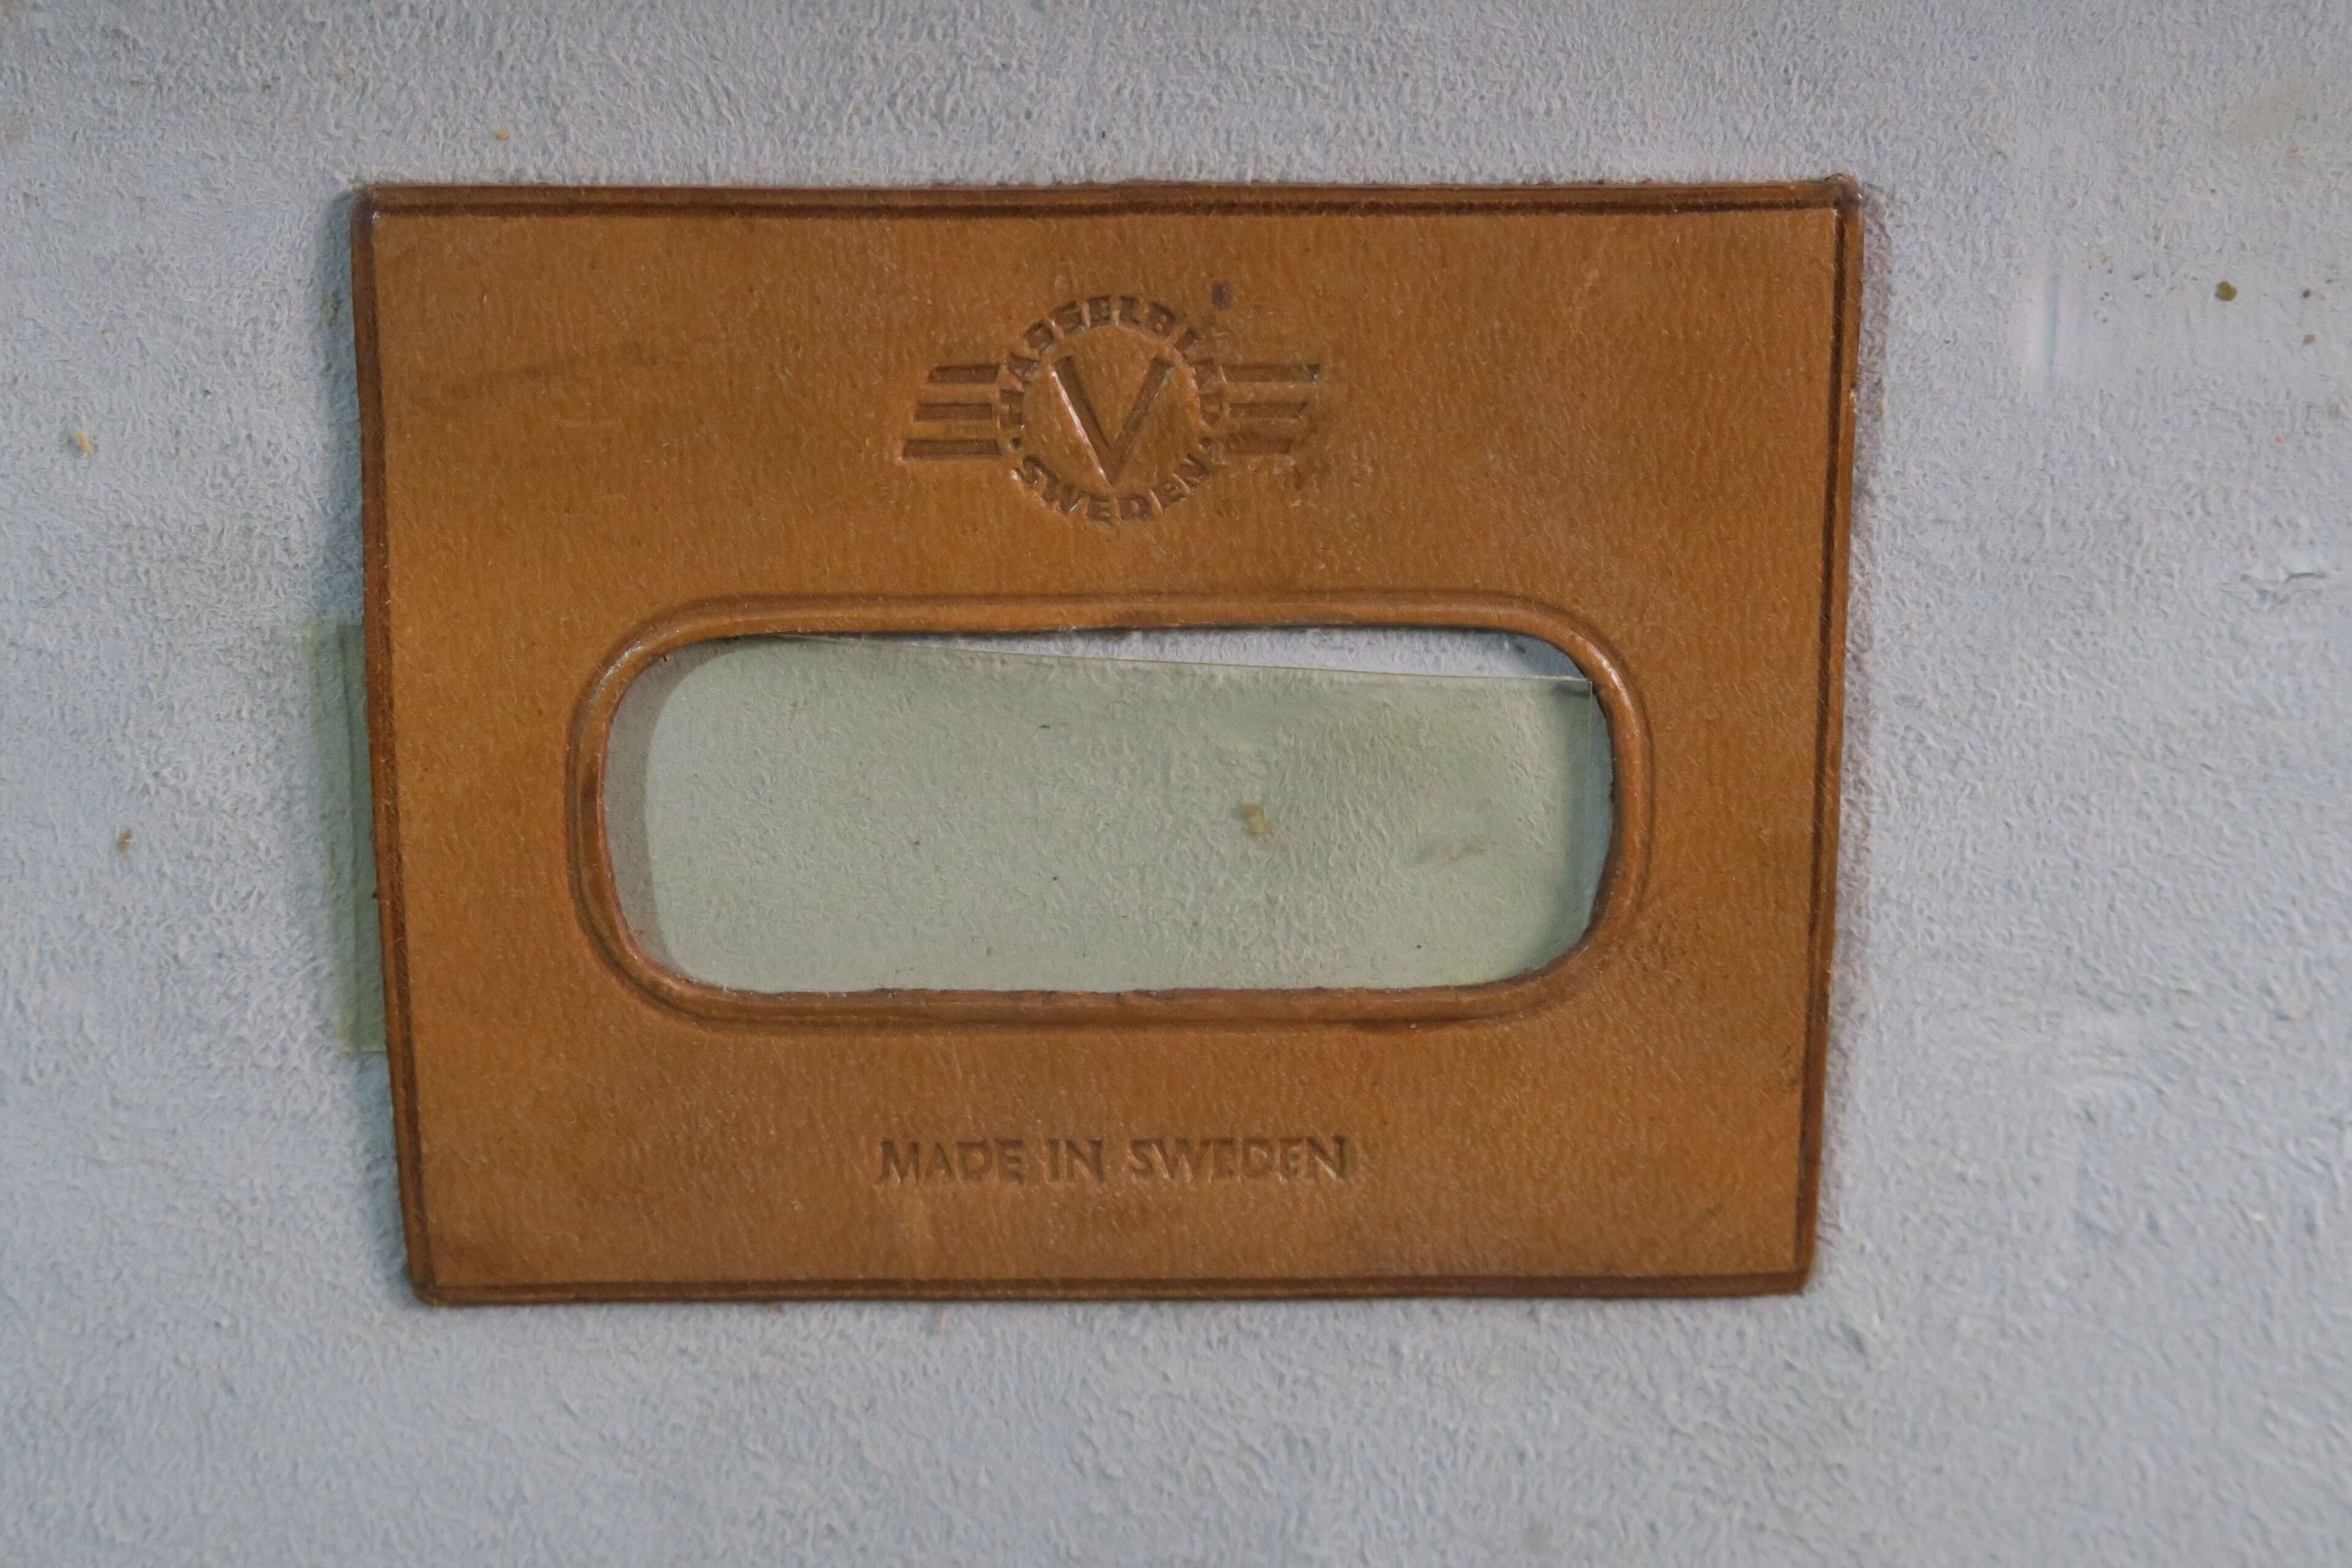 HASSELBLAD
V
· SWEDEN ·
MADE IN SWEDEN